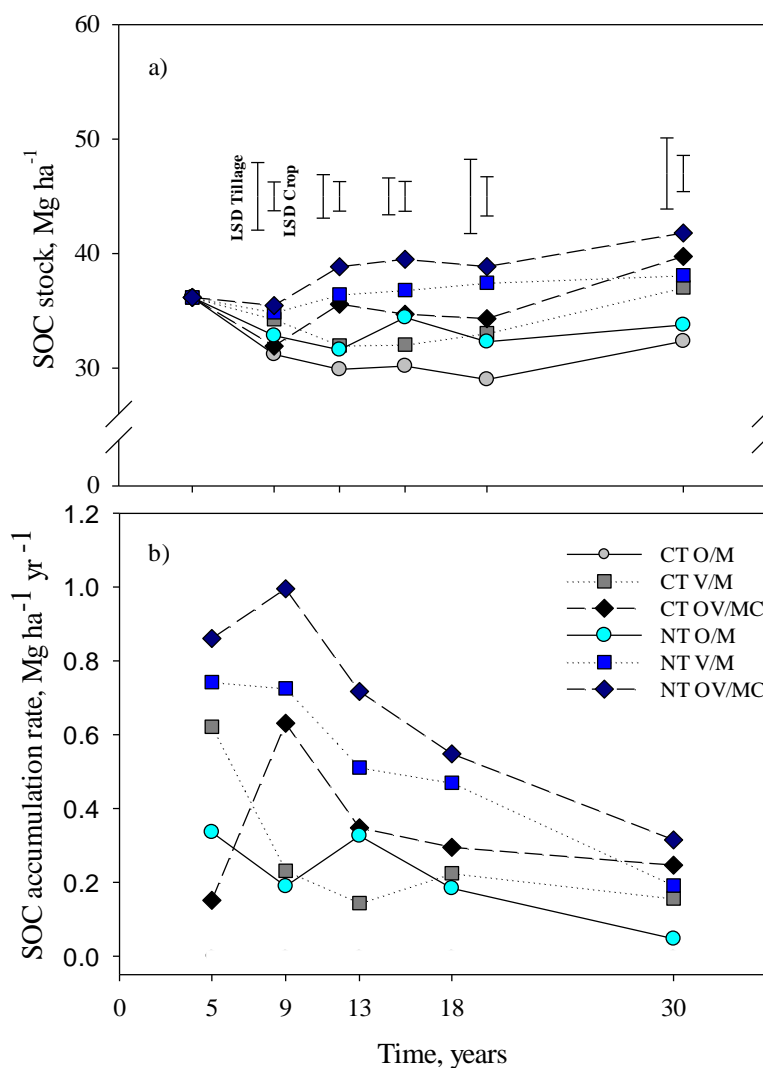 60
a)
50
SOC stock, Mg ha⁻¹
LSD Tillage
LSD Crop
40
30
0
1.2
b)
CT O/M
1.0
CT V/M
CT OV/MC
0.8
NT O/M
NT V/M
NT OV/MC
0.6
SOC accumulation rate, Mg ha⁻¹ yr⁻¹
0.4
0.2
0.0
0 5 9 13 18 30
Time, years